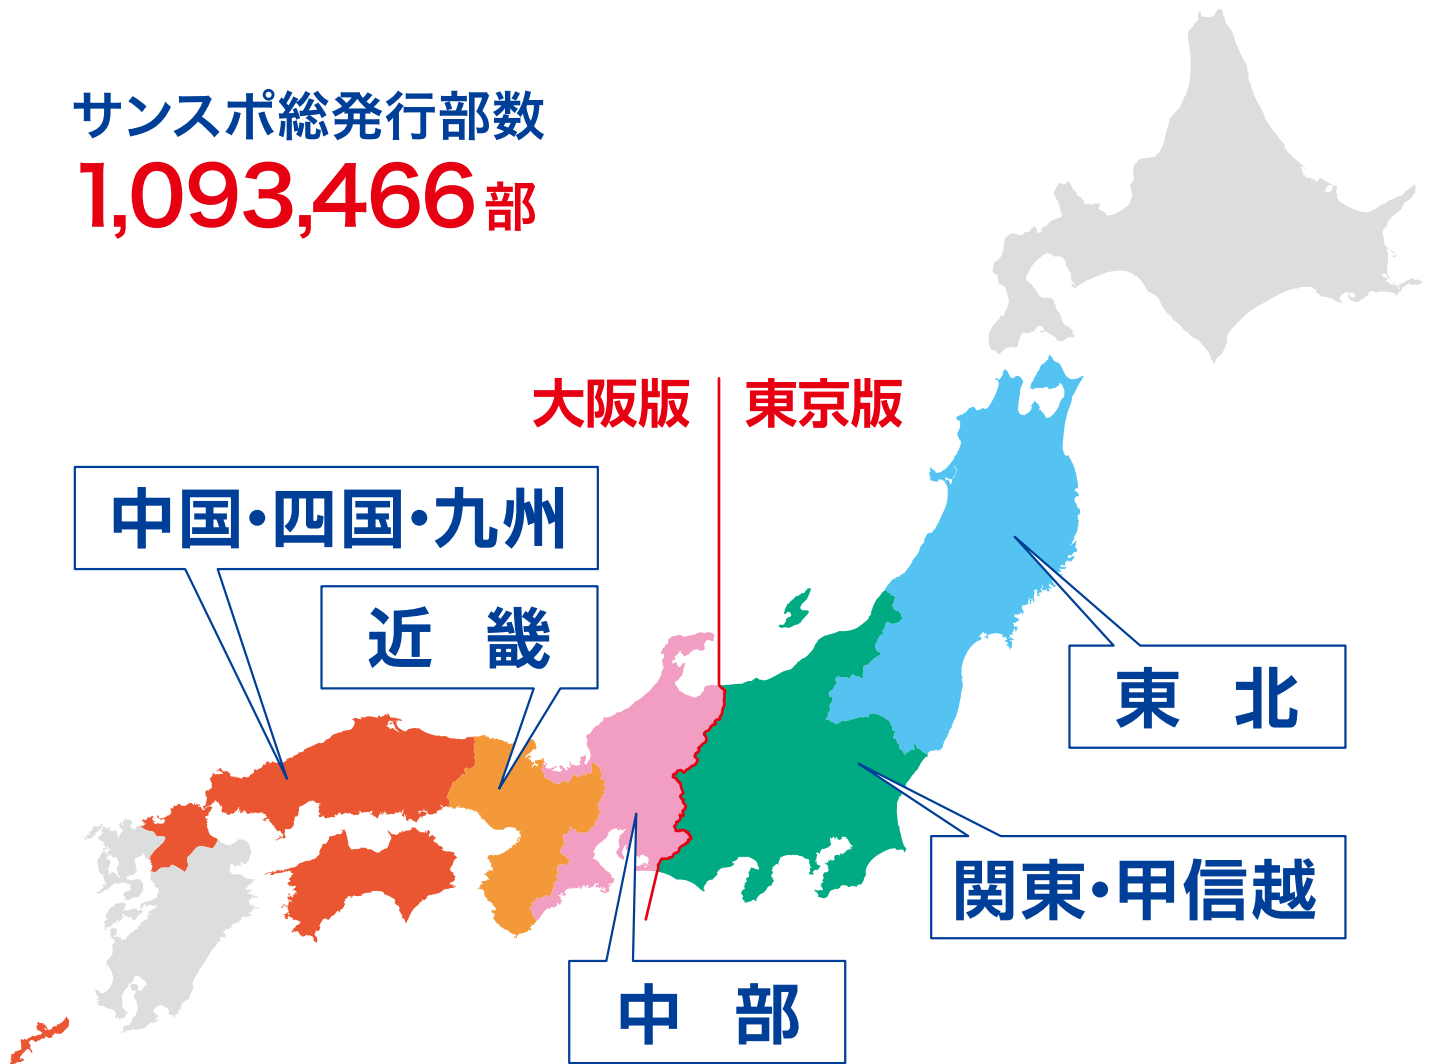 サンスポ総発行部数
1,093,466部
大阪版
東京版
中国・四国・九州
近 畿
東 北
関東・甲信越
中 部